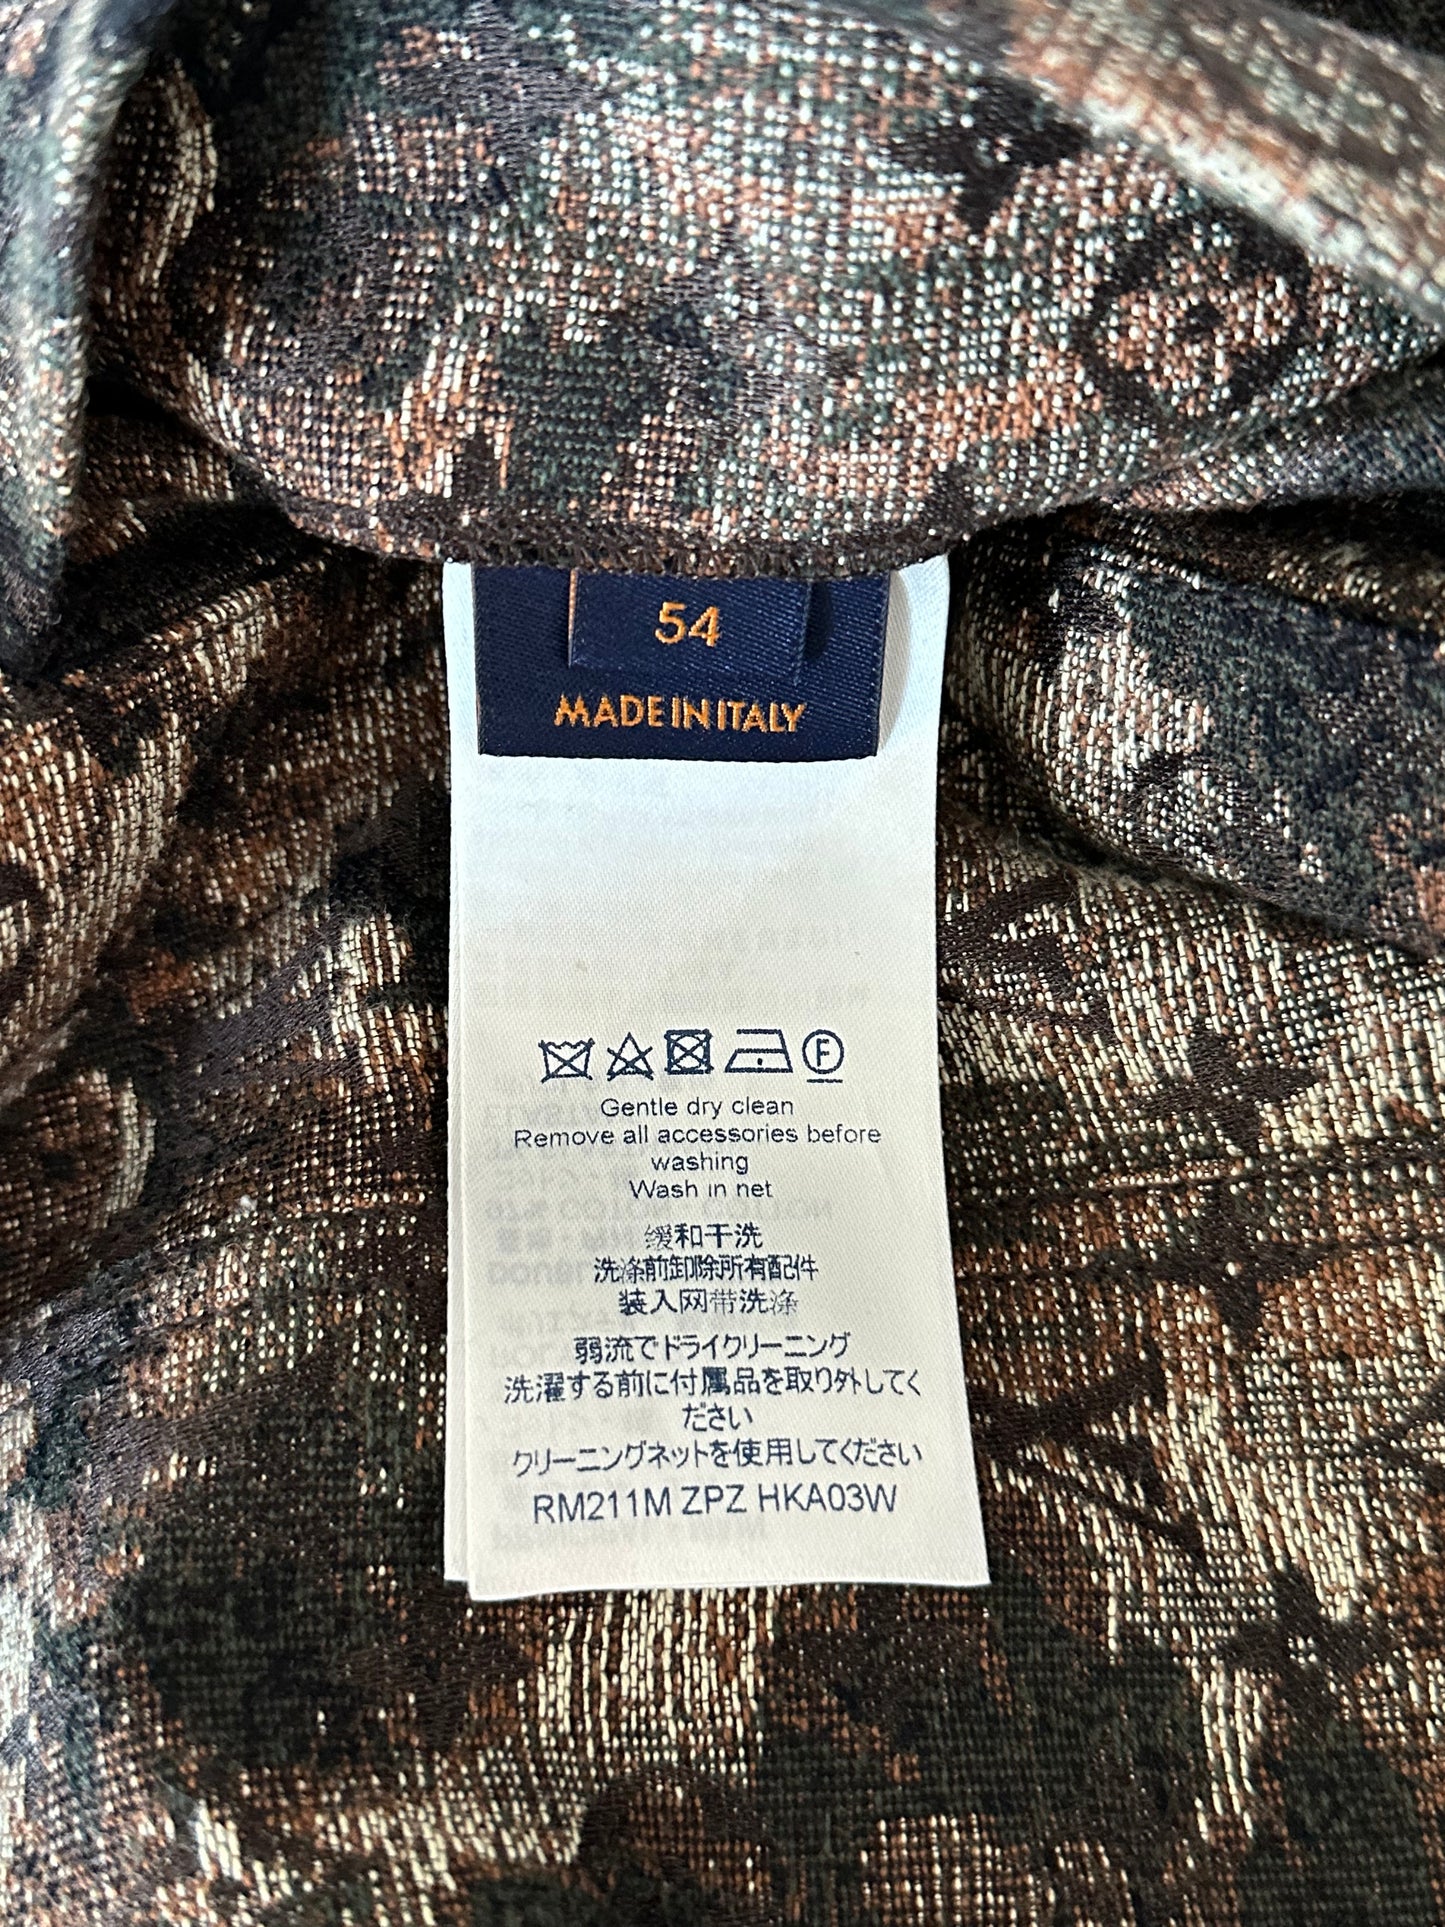 54
MADE IN ITALY
F
Gentle dry clean
Remove all accessories before
washing
Wash in net
缓和干洗
洗涤前卸除所有配件
装入网带洗涤
弱流でドライクリーニング
洗濯する前に付属品を取り外してく
ださい
クリーニングネットを使用してください
RM211M ZPZ HKA03W